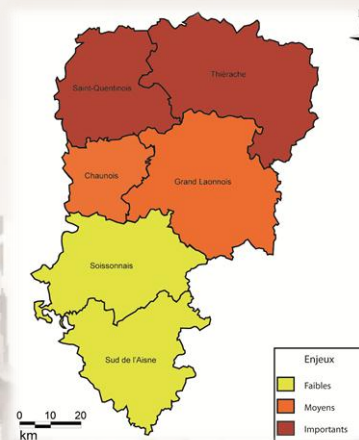 Saint-Quentinois
Thiérache
Chaunois
Grand Laonnois
Soissonnais
Sud de l'Aisne
0 10 20
km
Enjeux
Faibles
Moyens
Importants